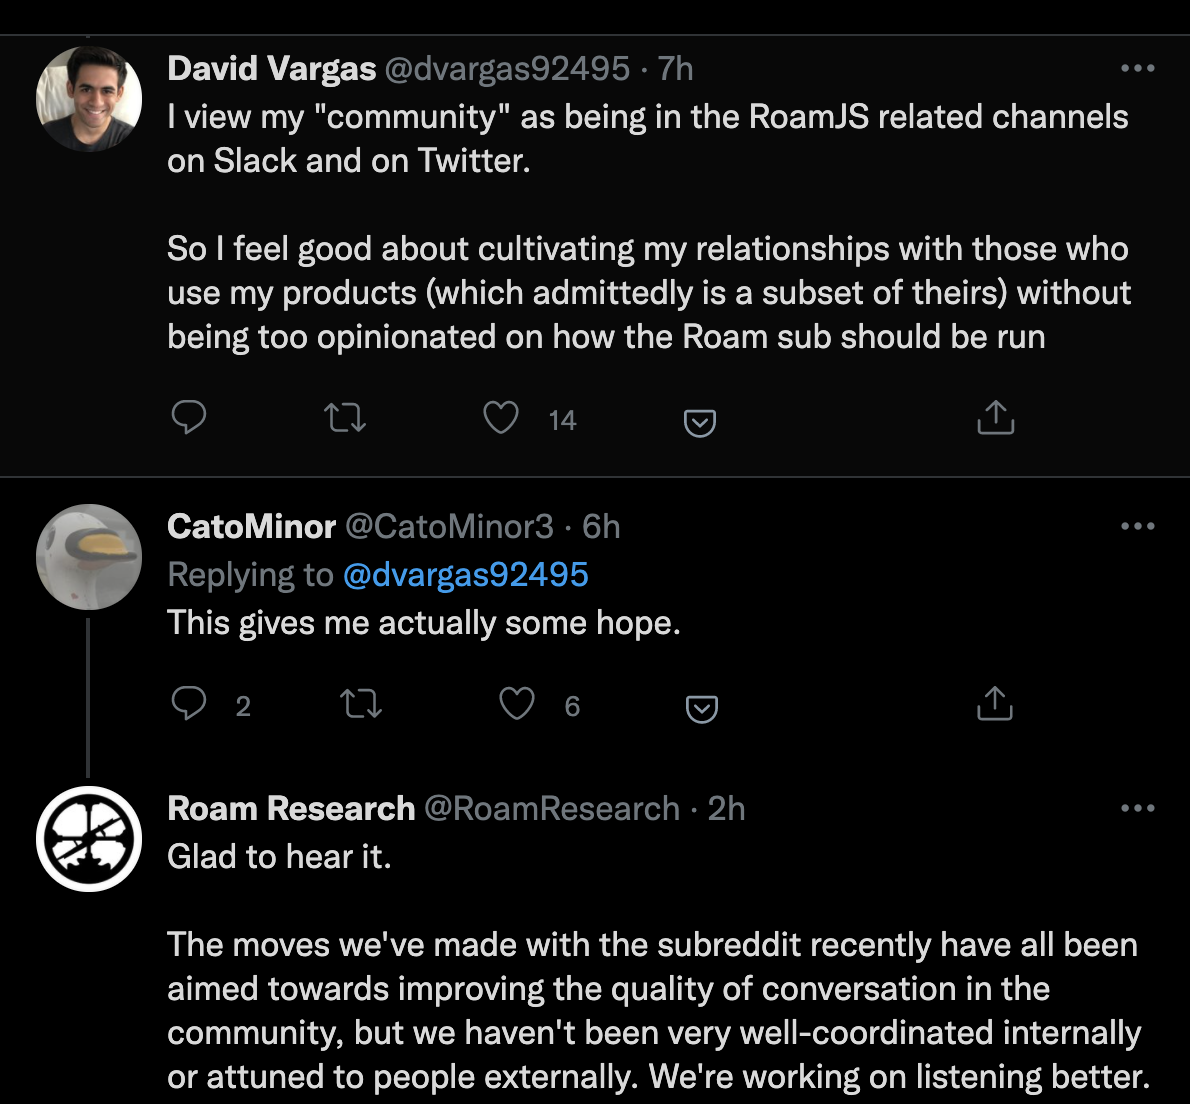 David Vargas @dvargas92495 · 7h
I view my "community" as being in the RoamJS related channels
on Slack and on Twitter.
So I feel good about cultivating my relationships with those who
use my products (which admittedly is a subset of theirs) without
being too opinionated on how the Roam sub should be run
14
CatoMinor @CatoMinor3 · 6h
Replying to @dvargas92495
This gives me actually some hope.
2 6
Roam Research @RoamResearch · 2h
Glad to hear it.
The moves we've made with the subreddit recently have all been
aimed towards improving the quality of conversation in the
community, but we haven't been very well-coordinated internally
or attuned to people externally. We're working on listening better.